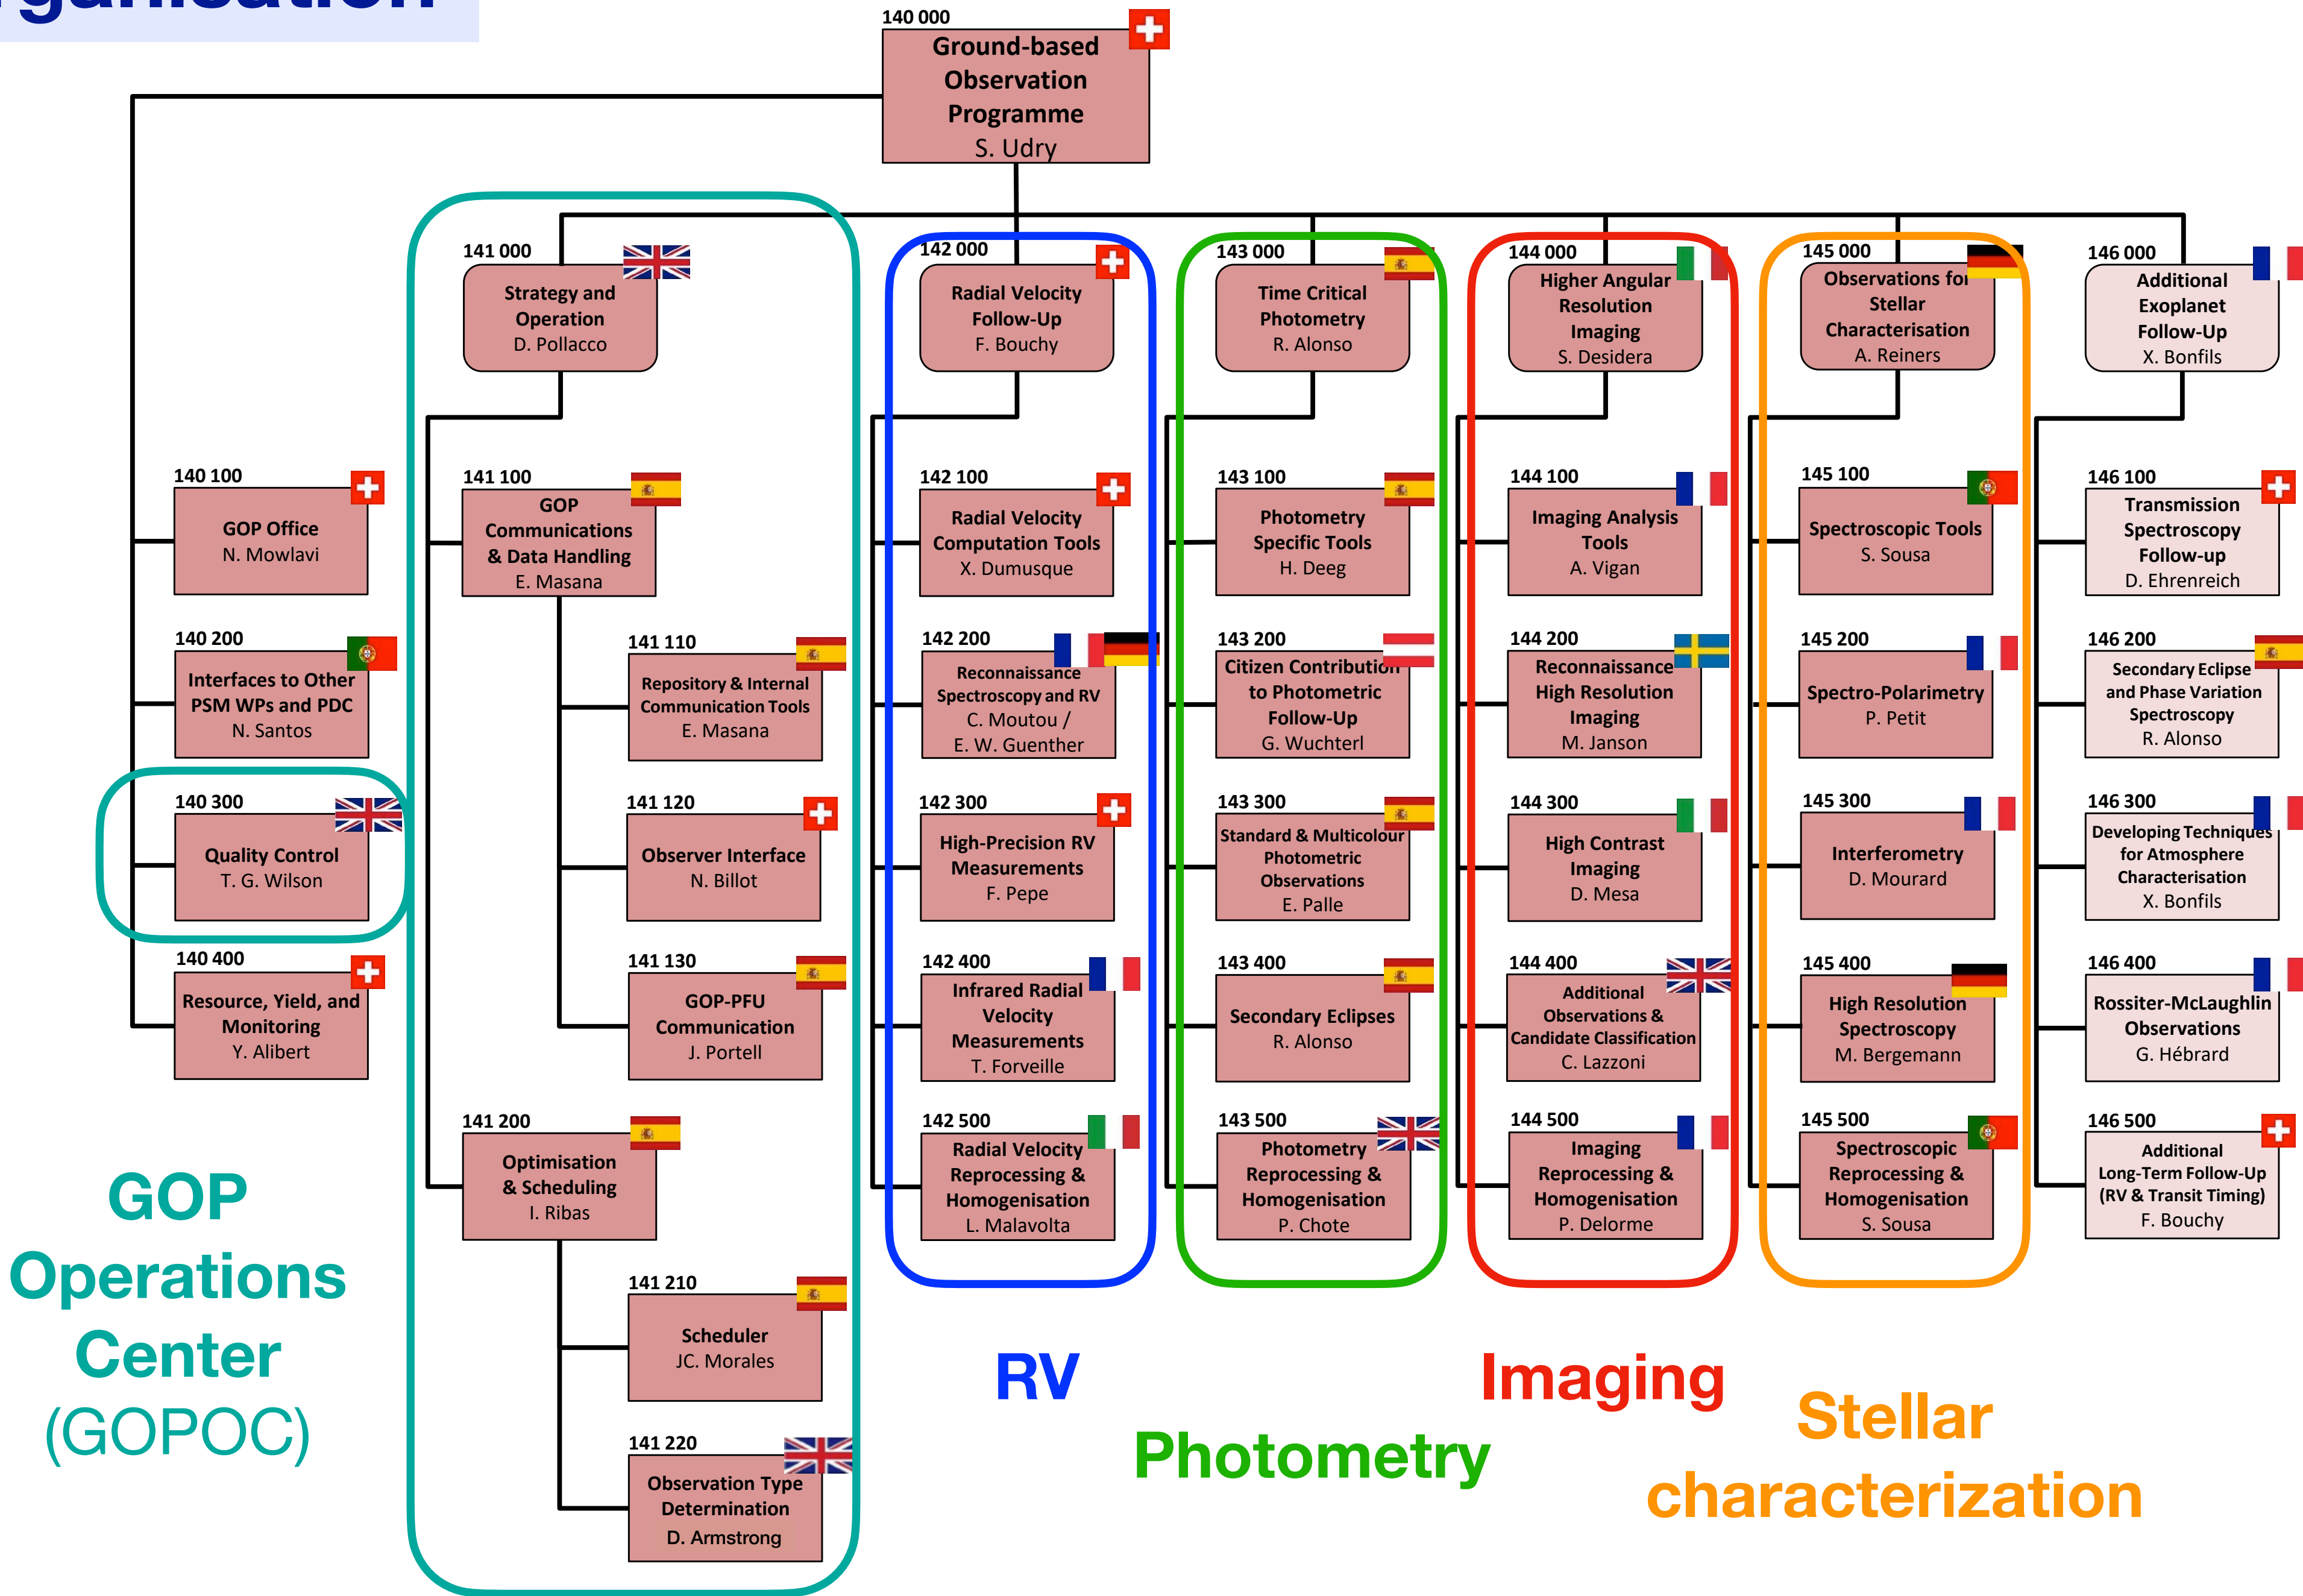 140 000
Ground-based
Observation
Programme
S. Udry
141 000
Strategy and
Operation
D. Pollacco
142 000
Radial Velocity
Follow-Up
F. Bouchy
143 000
Time Critical
Photometry
R. Alonso
144 000
Higher Angular
Resolution
Imaging
S. Desidera
145 000
Observations for
Stellar
Characterisation
A. Reiners
146 000
Additional
Exoplanet
Follow-Up
X. Bonfils
140 100
GOP Office
N. Mowlavi
140 200
Interfaces to Other
PSM WPs and PDC
N. Santos
140 300
Quality Control
T. G. Wilson
140 400
Resource, Yield, and
Monitoring
Y. Alibert
141 100
GOP
Communications
& Data Handling
E. Masana
141 110
Repository & Internal
Communication Tools
E. Masana
141 120
Observer Interface
N. Billot
141 130
GOP-PFU
Communication
J. Portell
141 200
Optimisation
& Scheduling
I. Ribas
141 210
Scheduler
JC. Morales
141 220
Observation Type
Determination
D. Armstrong
142 100
Radial Velocity
Computation Tools
X. Dumusque
142 200
Reconnaissance
Spectroscopy and RV
C. Moutou /
E. W. Guenther
142 300
High-Precision RV
Measurements
F. Pepe
142 400
Infrared Radial
Velocity
Measurements
T. Forveille
142 500
Radial Velocity
Reprocessing &
Homogenisation
L. Malavolta
143 100
Photometry
Specific Tools
H. Deeg
143 200
Citizen Contribution
to Photometric
Follow-Up
G. Wuchterl
143 300
Standard & Multicolour
Photometric
Observations
E. Palle
143 400
Secondary Eclipses
R. Alonso
143 500
Photometry
Reprocessing &
Homogenisation
P. Chote
144 100
Imaging Analysis
Tools
A. Vigan
144 200
Reconnaissance
High Resolution
Imaging
M. Janson
144 300
High Contrast
Imaging
D. Mesa
144 400
Additional
Observations &
Candidate Classification
C. Lazzoni
144 500
Imaging
Reprocessing &
Homogenisation
P. Delorme
145 100
Spectroscopic Tools
S. Sousa
145 200
Spectro-Polarimetry
P. Petit
145 300
Interferometry
D. Mourard
145 400
High Resolution
Spectroscopy
M. Bergemann
145 500
Spectroscopic
Reprocessing &
Homogenisation
S. Sousa
146 100
Transmission
Spectroscopy
Follow-up
D. Ehrenreich
146 200
Secondary Eclipse
and Phase Variation
Spectroscopy
R. Alonso
146 300
Developing Techniques
for Atmosphere
Characterisation
X. Bonfils
146 400
Rossiter-McLaughlin
Observations
G. Hébrard
146 500
Additional
Long-Term Follow-Up
(RV & Transit Timing)
F. Bouchy
GOP
Operations
Center
(GOPOC)
RV
Photometry
Imaging
Stellar
characterization